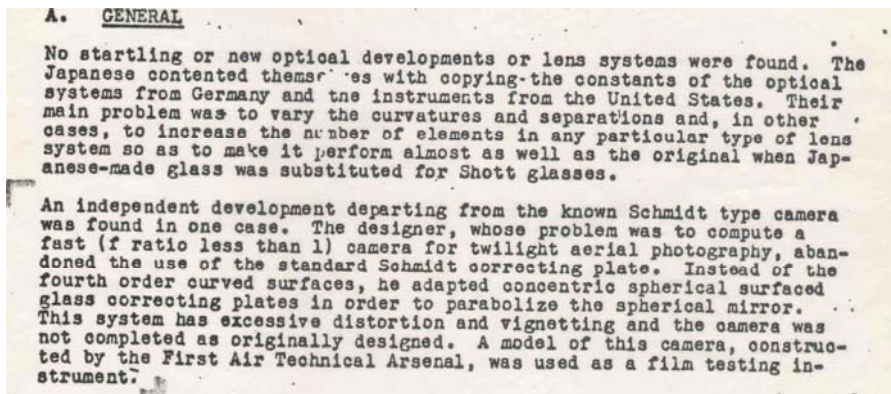 A. GENERAL
No startling or new optical developments or lens systems were found. The
Japanese contented themselves with copying the constants of the optical
systems from Germany and the instruments from the United States. Their
main problem was to vary the curvatures and separations and, in other
cases, to increase the number of elements in any particular type of lens
system so as to make it perform almost as well as the original when Jap-
anese-made glass was substituted for Shott glasses.
An independent development departing from the known Schmidt type camera
was found in one case. The designer, whose problem was to compute a
fast (f ratio less than 1) camera for twilight aerial photography, aban-
doned the use of the standard Schmidt correcting plate. Instead of the
fourth order curved surfaces, he adapted concentric spherical surfaced
glass correcting plates in order to parabolize the spherical mirror.
This system has excessive distortion and vignetting and the camera was
not completed as originally designed. A model of this camera, construc-
ted by the First Air Technical Arsenal, was used as a film testing in-
strument.